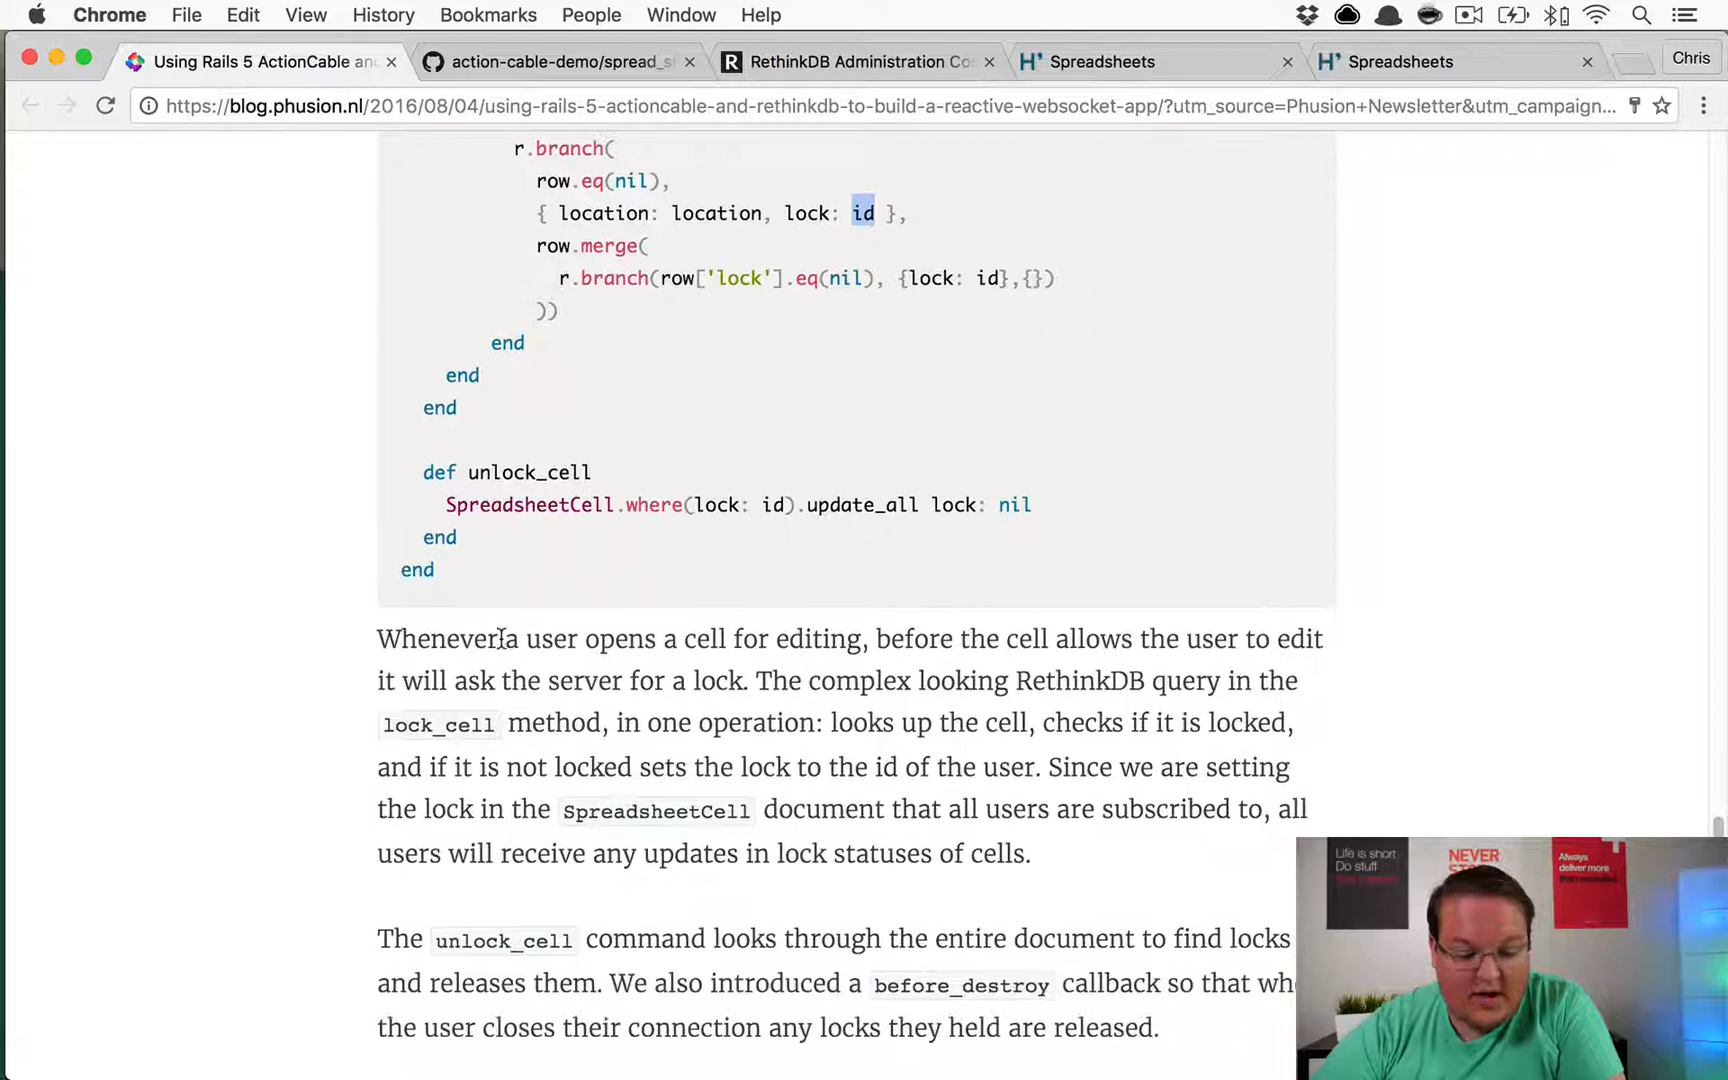 Chrome File Edit View History Bookmarks People Window Help
Using Rails 5 ActionCable an
action-cable-demo/spread_s
RethinkDB Administration Co
Spreadsheets
Spreadsheets
Chris
https://blog.phusion.nl/2016/08/04/using-rails-5-actioncable-and-rethinkdb-to-build-a-reactive-websocket-app/?utm_source=Phusion+Newsletter&utm_campaign...
r.branch(
row.eq(nil),
{ location: location, lock: id },
row.merge(
r.branch(row['lock'].eq(nil), {lock: id},{})
))
end
end
end
def unlock_cell
SpreadsheetCell.where(lock: id).update_all lock: nil
end
end
Whenever a user opens a cell for editing, before the cell allows the user to edit
it will ask the server for a lock. The complex looking RethinkDB query in the
lock_cell method, in one operation: looks up the cell, checks if it is locked,
and if it is not locked sets the lock to the id of the user. Since we are setting
the lock in the SpreadsheetCell document that all users are subscribed to, all
users will receive any updates in lock statuses of cells.
The unlock_cell command looks through the entire document to find locks
and releases them. We also introduced a before_destroy callback so that wh
the user closes their connection any locks they held are released.
Life is short
Do stuff
NEVER
Always
deliver more